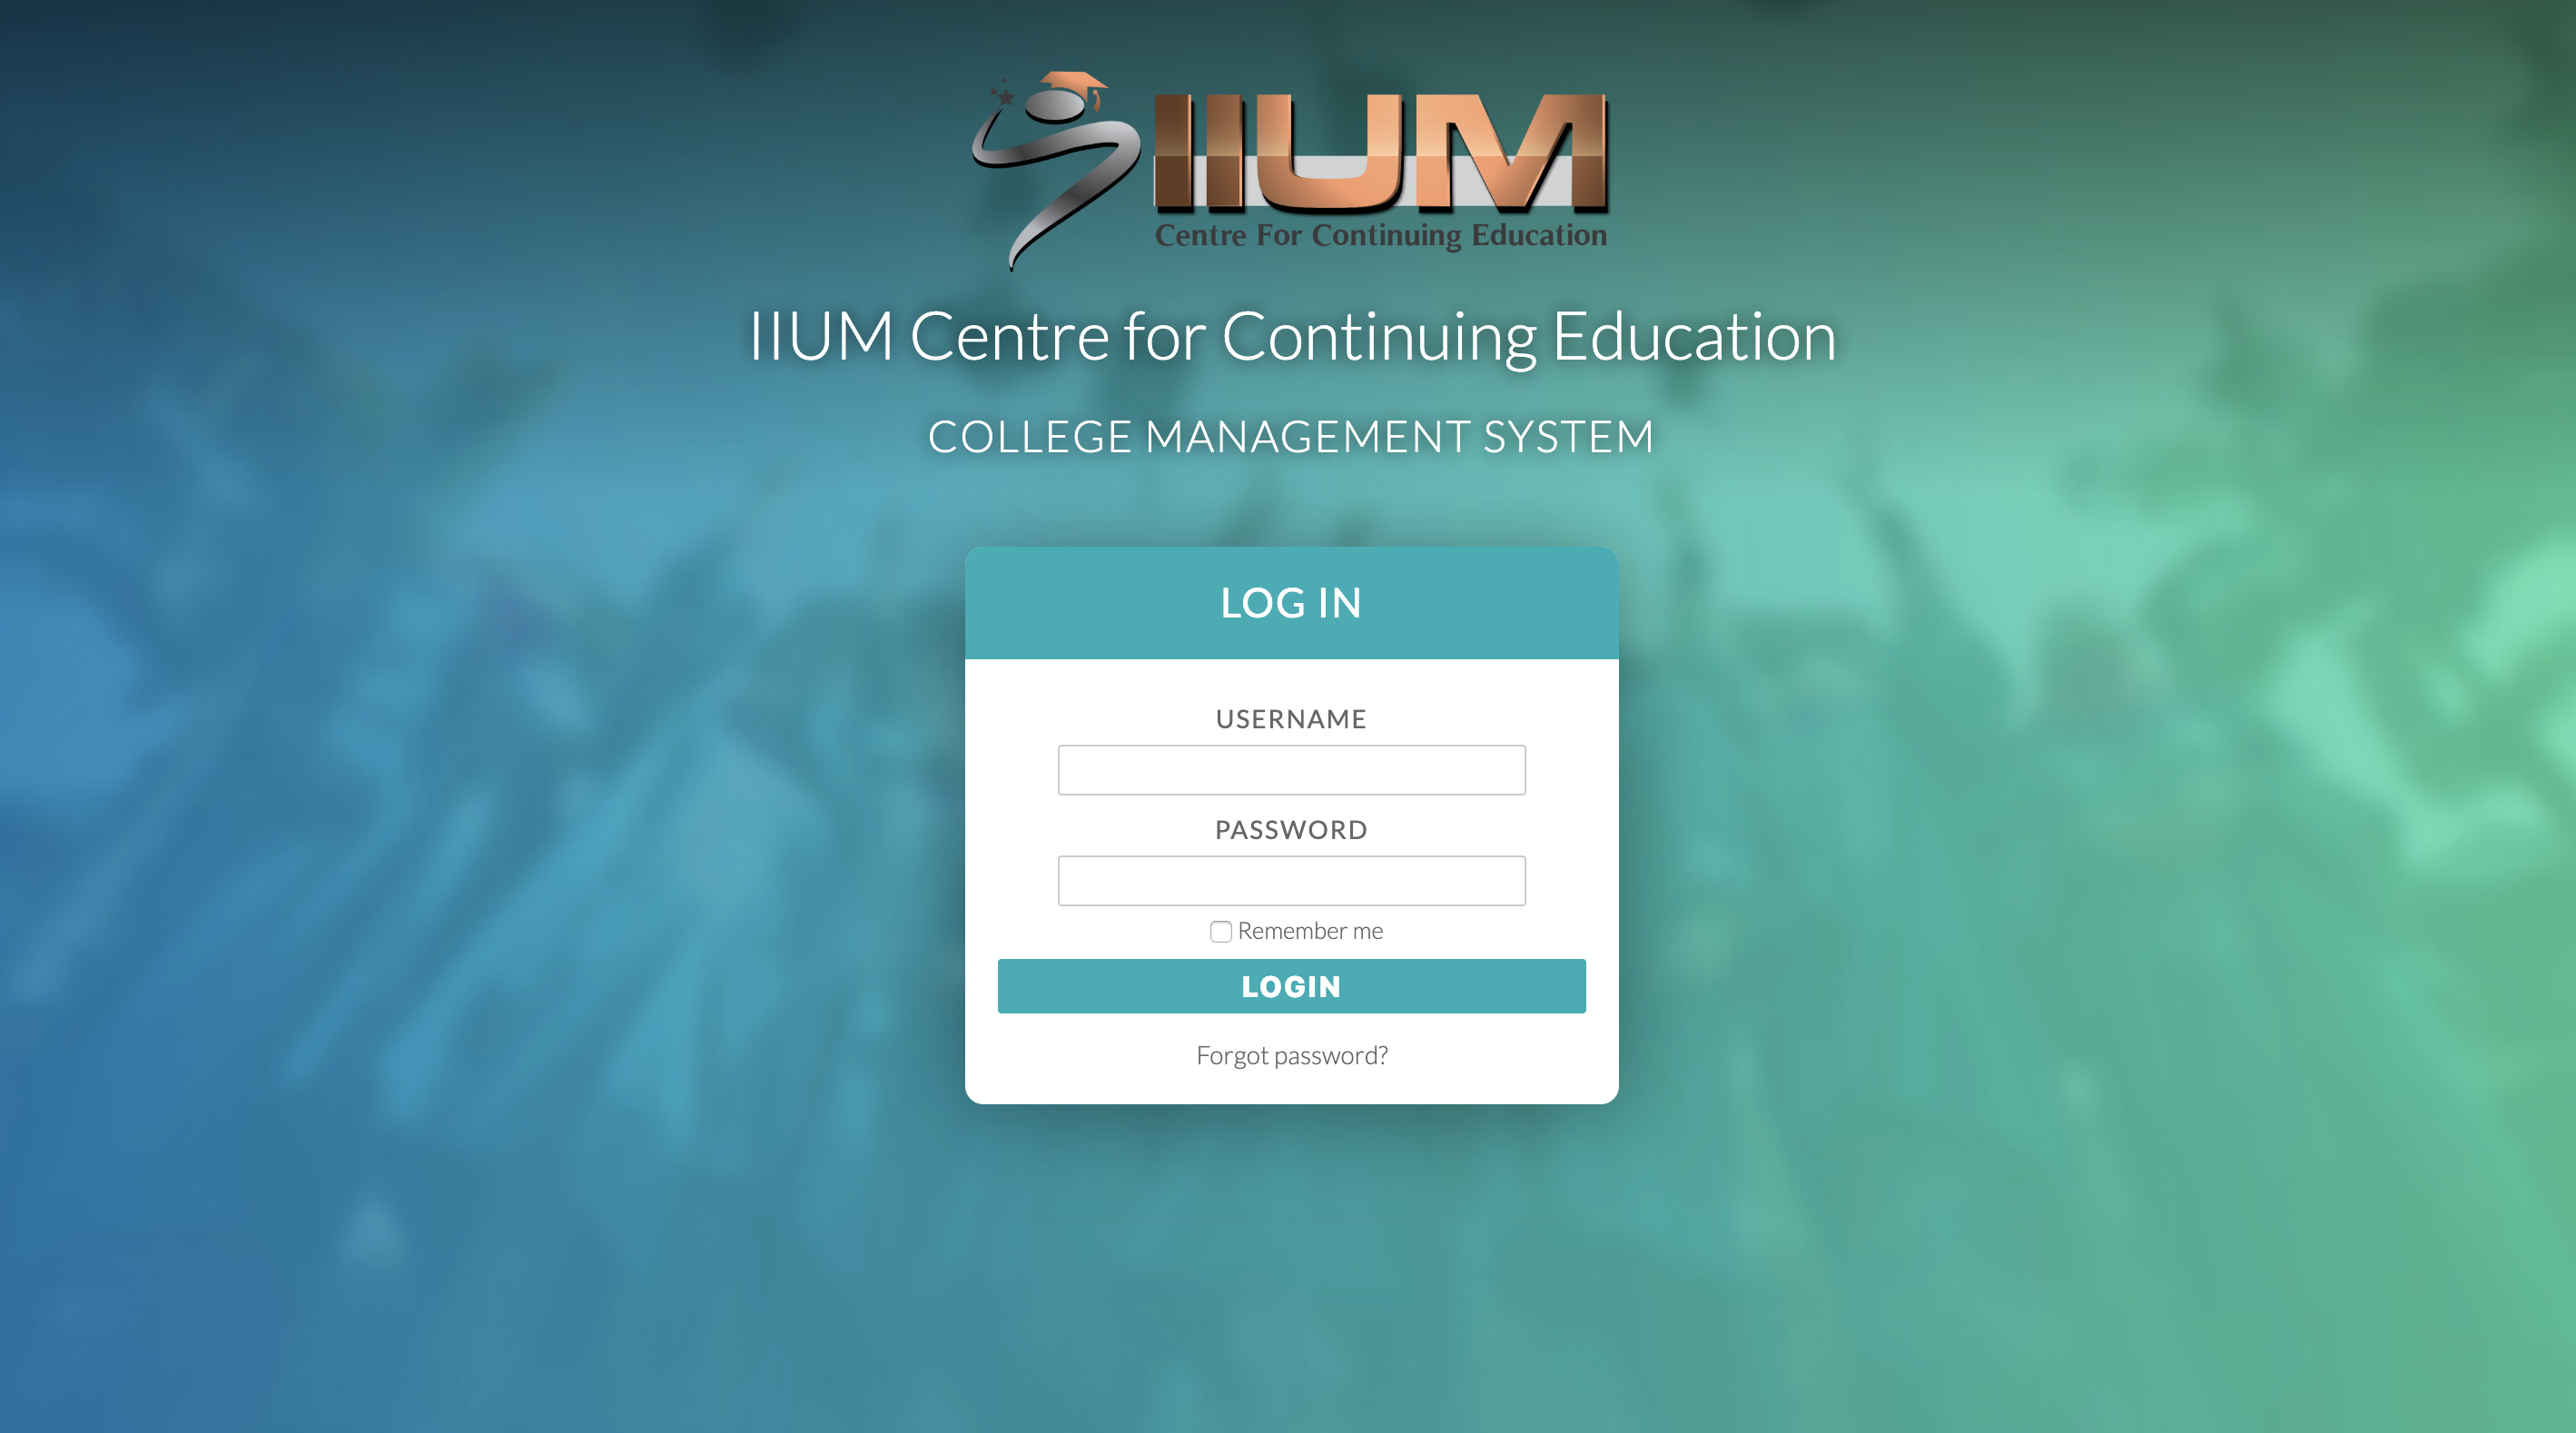 IIUM
Centre For Continuing Education
IIUM Centre for Continuing Education
COLLEGE MANAGEMENT SYSTEM
LOG IN
USERNAME
PASSWORD
Remember me
LOGIN
Forgot password?